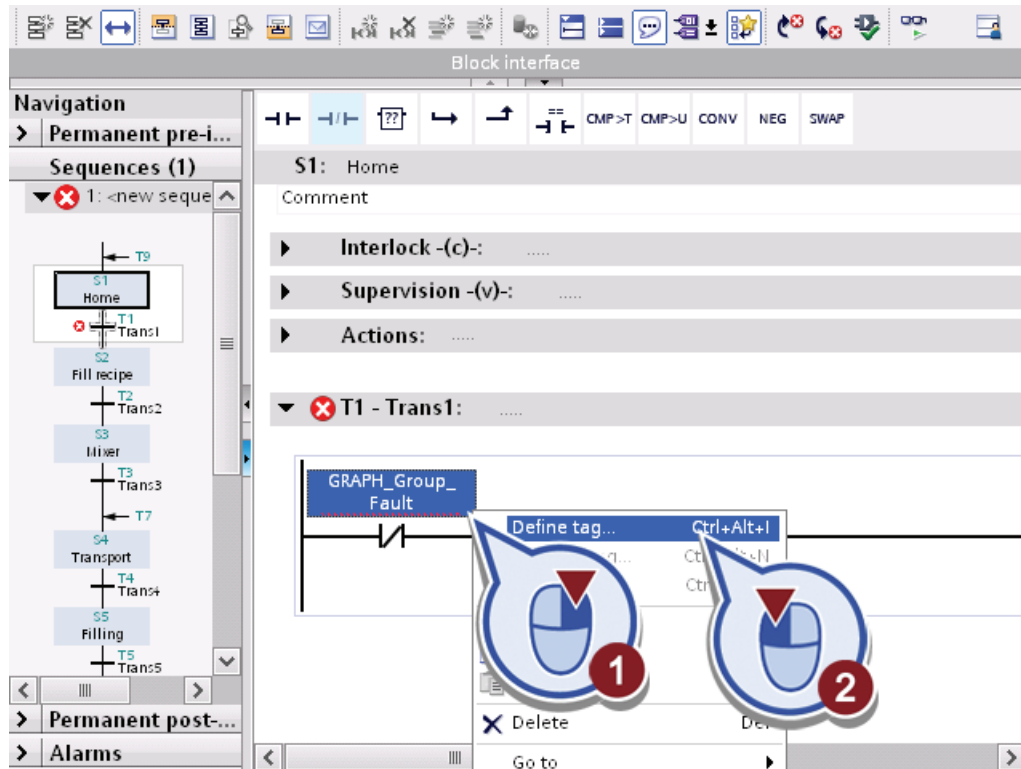 Block interface
Navigation
Permanent pre-i...
Sequences (1)
1: <new seque
T9
S1
Home
T1
Trans1
S2
Fill recipe
T2
Trans2
S3
Mixer
T3
Trans3
T7
S4
Transport
T4
Trans4
S5
Filling
T5
Trans5
Permanent post-...
Alarms
??
==
CMP>T CMP>U CONV NEG SWAP
S1: Home
Comment
Interlock -(c)-: .....
Supervision -(v)-: .....
Actions: .....
T1 - Trans1: .....
GRAPH_Group_
Fault
Define tag... Ctrl+Alt+I
1
2
Delete
Go to